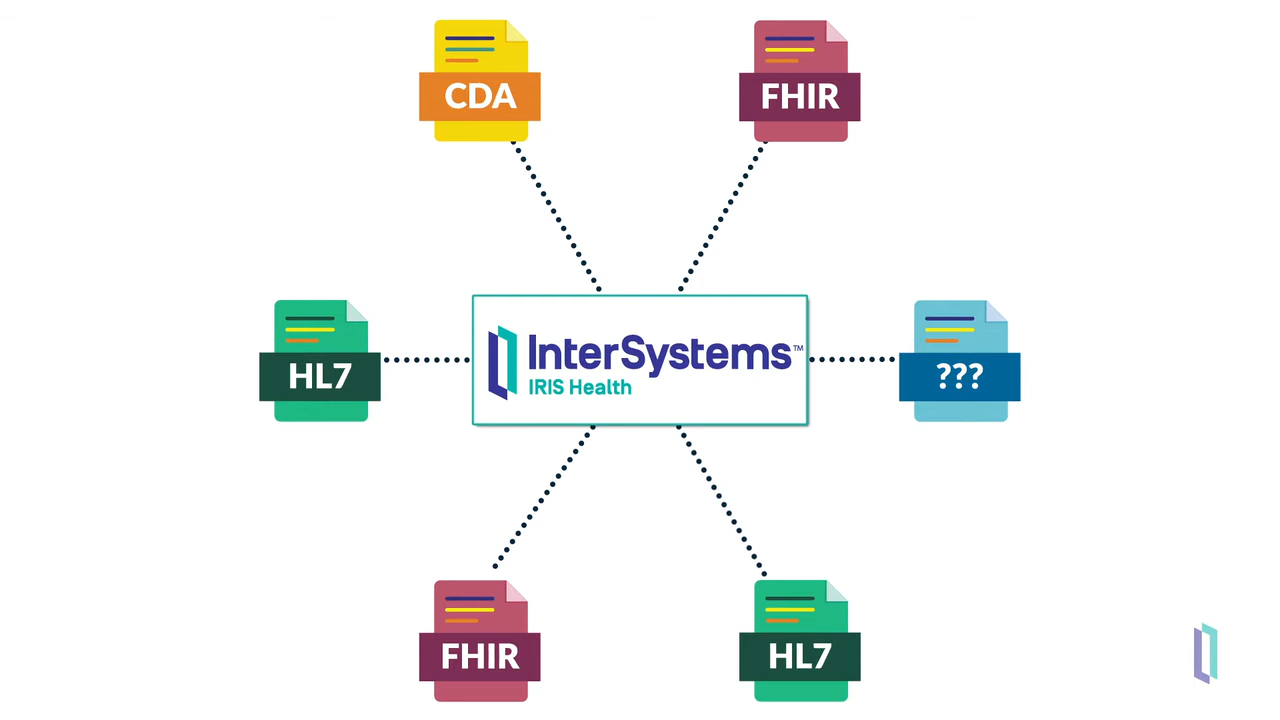 CDA
FHIR
HL7
InterSystems™
IRIS Health
???
FHIR
HL7